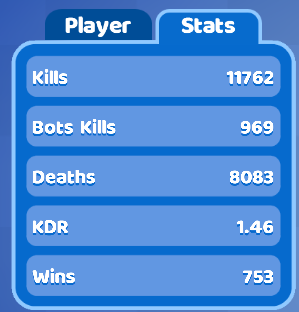 Player Stats
Kills 11762
Bots Kills 969
Deaths 8083
KDR 1.46
Wins 753